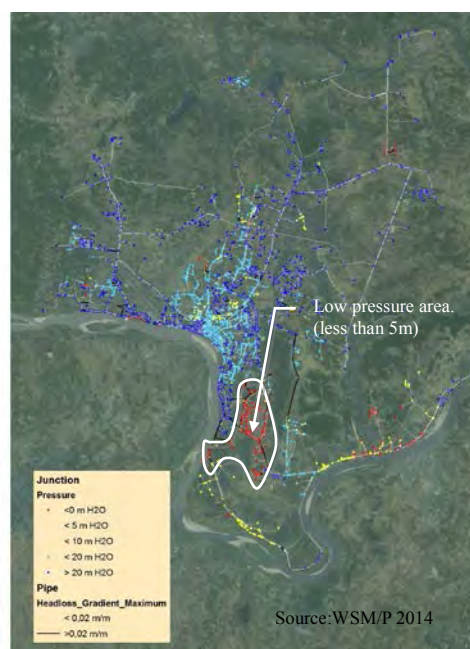 Low pressure area.
(less than 5m)
Junction
Pressure
<0 m H2O
< 5 m H2O
< 10 m H2O
< 20 m H2O
> 20 m H2O
Pipe
Headloss_Gradient_Maximum
< 0,02 m/m
>0,02 m/m
Source:WSM/P 2014